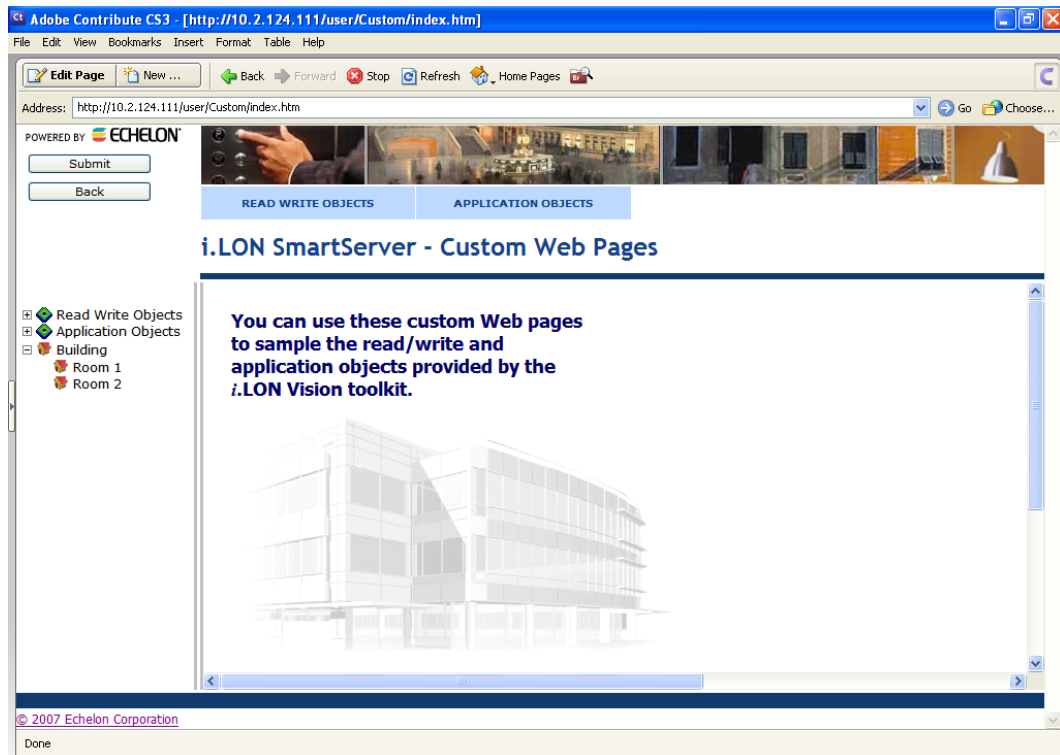 Ct Adobe Contribute CS3 - [http://10.2.124.111/user/Custom/index.htm]
File Edit View Bookmarks Insert Format Table Help
Edit Page New ... Back Forward Stop Refresh Home Pages Br
Address: http://10.2.124.111/user/Custom/index.htm Go Choose...
POWERED BY ECHELON
Submit
Back
READ WRITE OBJECTS APPLICATION OBJECTS
i.LON SmartServer - Custom Web Pages
Read Write Objects
Application Objects
Building
Room 1
Room 2
You can use these custom Web pages
to sample the read/write and
application objects provided by the
i.LON Vision toolkit.
© 2007 Echelon Corporation
Done